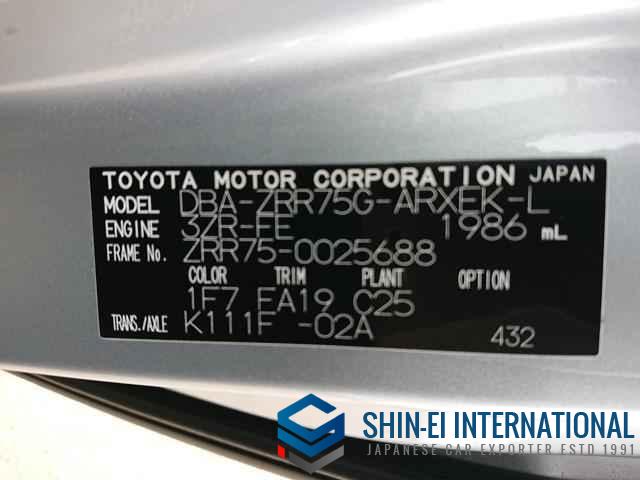 TOYOTA MOTOR CORPORATION JAPAN
MODEL DBA-ZRR75G-ARXEK-L
ENGINE 3ZR-FE 1986 mL
FRAME No. ZRR75-0025688
COLOR TRIM PLANT OPTION
1F7 FA19 C25
TRANS./AXLE K111F -02A
432
SHIN-EI INTERNATIONAL
JAPANESE CAR EXPORTER ESTD 1991